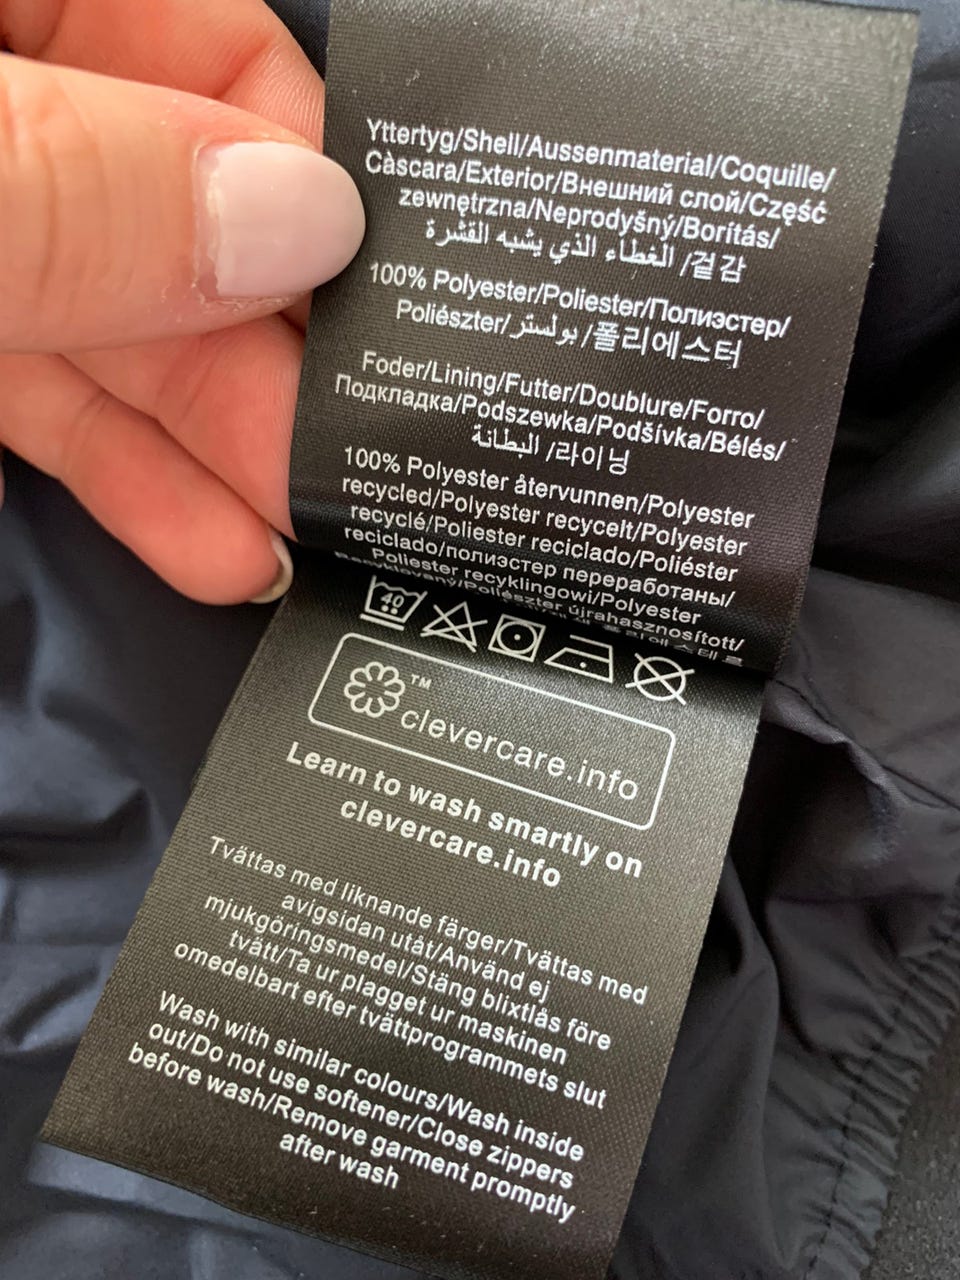 Yttertyg/Shell/Aussenmaterial/Coquille/
Càscara/Exterior/Внешний слой/Część
zewnętrzna/Neprodyšný/Borítás/
겉감/ الغطاء الذي يشبه القشرة
100% Polyester/Poliester/Полиэстер/
Poliészter/بولستر/폴리에스터
Foder/Lining/Futter/Doublure/Forro/
Подкладка/Podszewka/Podšívka/Bélés/
البطانة /라이닝
100% Polyester återvunnen/Polyester
recycled/Polyester recycelt/Polyester
recyclé/Poliester reciclado/Poliéster
reciclado/полиэстер переработаны/
Poliester recyklingowi/Polyester
Recyklovaný/Poliészter újrahasznosított/
40
clevercare.info
TM
Learn to wash smartly on
clevercare.info
Tvättas med liknande färger/Tvättas med
avigsidan utåt/Använd ej
mjukgöringsmedel/Stäng blixtlås före
tvätt/Ta ur plagget ur maskinen
omedelbart efter tvättprogrammets slut
Wash with similar colours/Wash inside
out/Do not use softener/Close zippers
before wash/Remove garment promptly
after wash